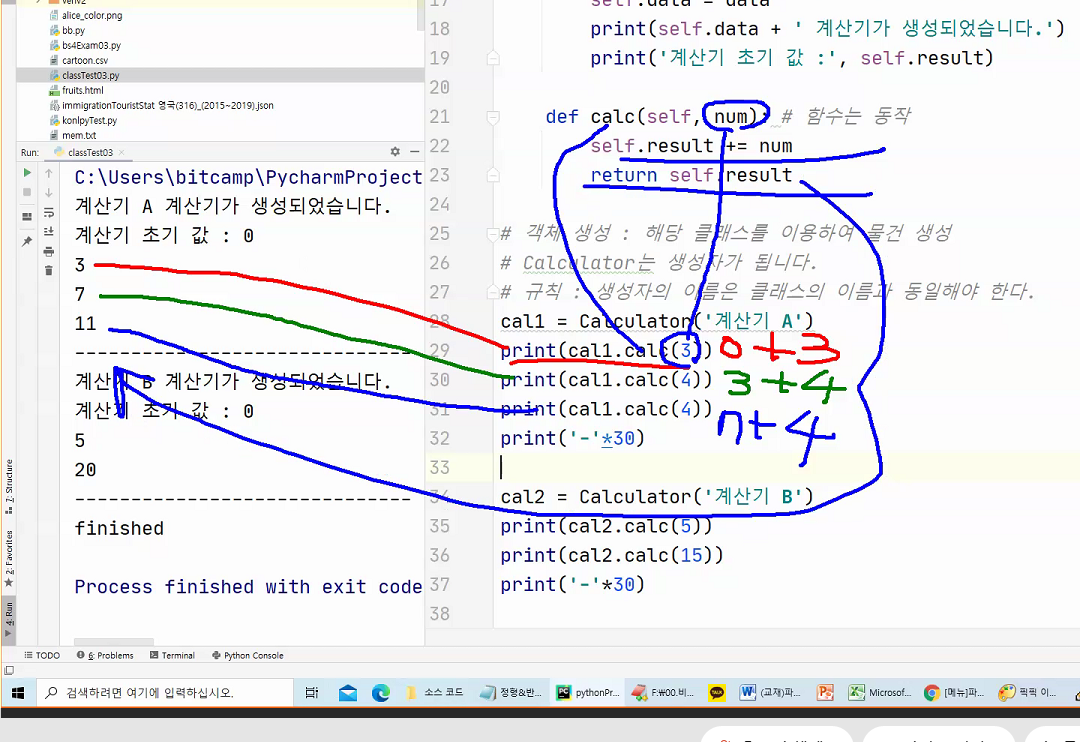 venv2
alice_color.png
bb.py
bs4Exam03.py
cartoon.csv
classTest03.py
fruits.html
immigrationTouristStat 영국(316)_(2015~2019).json
konlpyTest.py
mem.txt
Run: classTest03
C:\Users\bitcamp\PycharmProject
계산기 A 계산기가 생성되었습니다.
계산기 초기 값 : 0
3
7
11
------------------------------
계산기 B 계산기가 생성되었습니다.
계산기 초기 값 : 0
5
20
------------------------------
finished
Process finished with exit code
17 self.data = data
18 print(self.data + ' 계산기가 생성되었습니다.')
19 print('계산기 초기 값 :', self.result)
20
21 def calc(self, num): # 함수는 동작
22 self.result += num
23 return self.result
24
25 # 객체 생성 : 해당 클래스를 이용하여 물건 생성
26 # Calculator는 생성자가 됩니다.
27 # 규칙 : 생성자의 이름은 클래스의 이름과 동일해야 한다.
28 cal1 = Calculator('계산기 A')
29 print(cal1.calc(3)) 0+3
30 print(cal1.calc(4)) 3+4
31 print(cal1.calc(4)) 7+4
32 print('-'*30)
33
34 cal2 = Calculator('계산기 B')
35 print(cal2.calc(5))
36 print(cal2.calc(15))
37 print('-'*30)
38
7: Structure
2: Favorites
4: Run
TODO 6: Problems Terminal Python Console
검색하려면 여기에 입력하십시오. 소스 코드 정형&반... pythonPr... F:₩00.비... TALK (교재)파... Microsof... [메뉴]파... 픽픽 이...